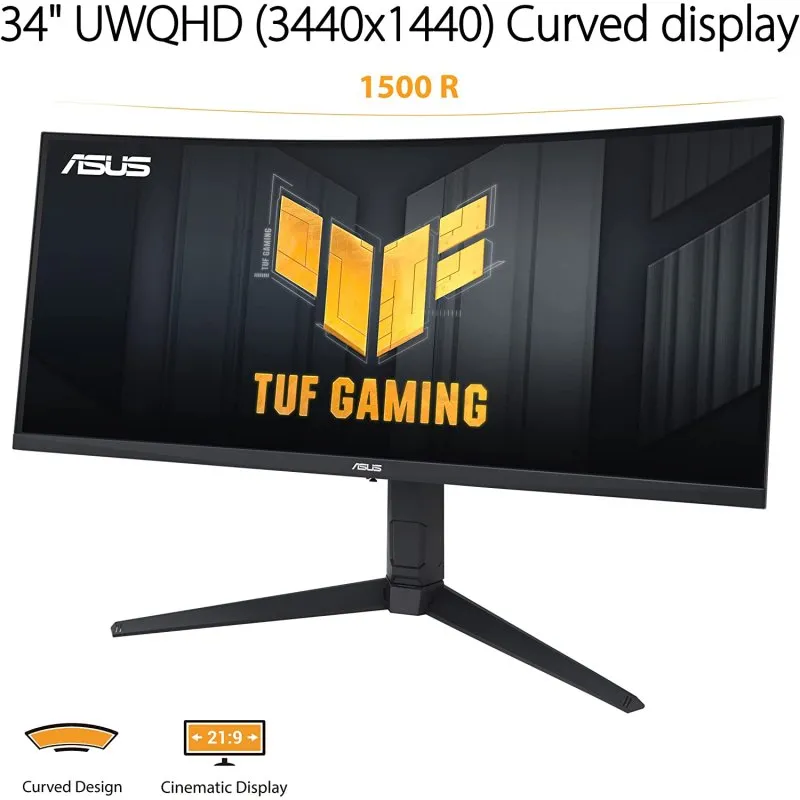 34" UWQHD (3440x1440) Curved display
1500 R
ASUS
TUF GAMING
TUF GAMING
ASUS
21:9
Curved Design
Cinematic Display